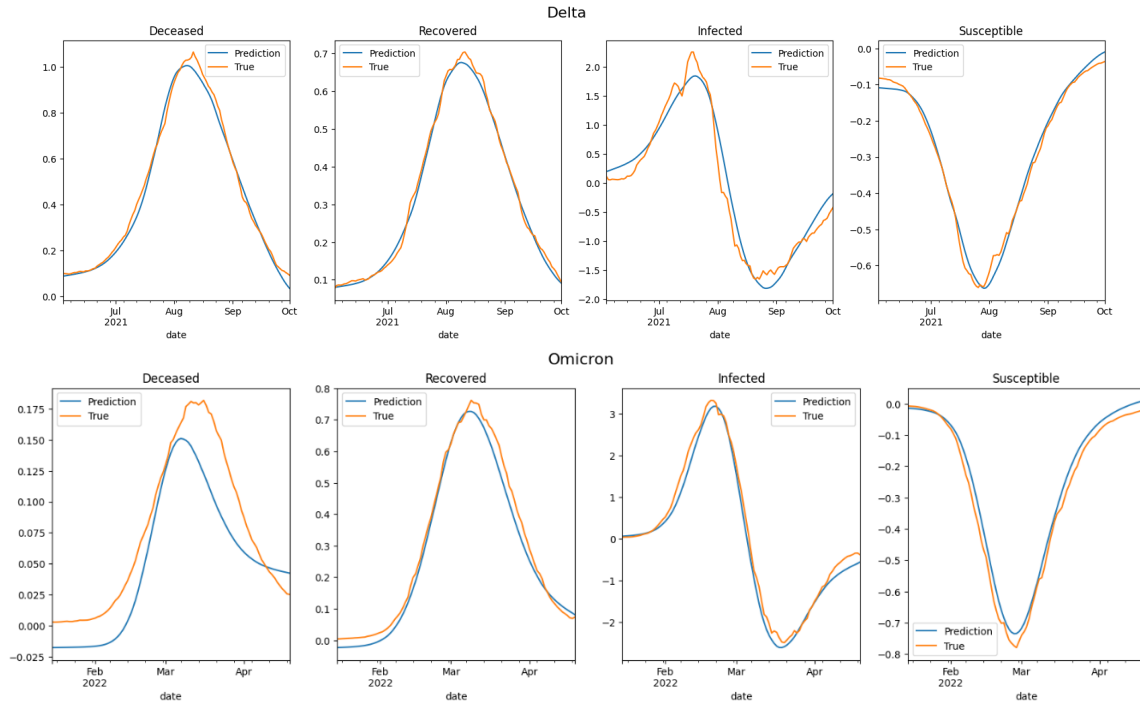 Delta
Deceased
Prediction
True
1.0
0.8
0.6
0.4
0.2
0.0
Jul
2021
Aug
Sep
Oct
date
Recovered
Prediction
True
0.7
0.6
0.5
0.4
0.3
0.2
0.1
Jul
2021
Aug
Sep
Oct
date
Infected
Prediction
True
2.0
1.5
1.0
0.5
0.0
−0.5
−1.0
−1.5
−2.0
Jul
2021
Aug
Sep
Oct
date
Susceptible
Prediction
True
0.0
−0.1
−0.2
−0.3
−0.4
−0.5
−0.6
Jul
2021
Aug
Sep
Oct
date
Omicron
Deceased
Prediction
True
0.175
0.150
0.125
0.100
0.075
0.050
0.025
0.000
−0.025
Feb
2022
Mar
Apr
date
Recovered
Prediction
True
0.8
0.7
0.6
0.5
0.4
0.3
0.2
0.1
0.0
Feb
2022
Mar
Apr
date
Infected
Prediction
True
3
2
1
0
−1
−2
Feb
2022
Mar
Apr
date
Susceptible
0.0
−0.1
−0.2
−0.3
−0.4
−0.5
−0.6
−0.7
−0.8
Prediction
True
Feb
2022
Mar
Apr
date